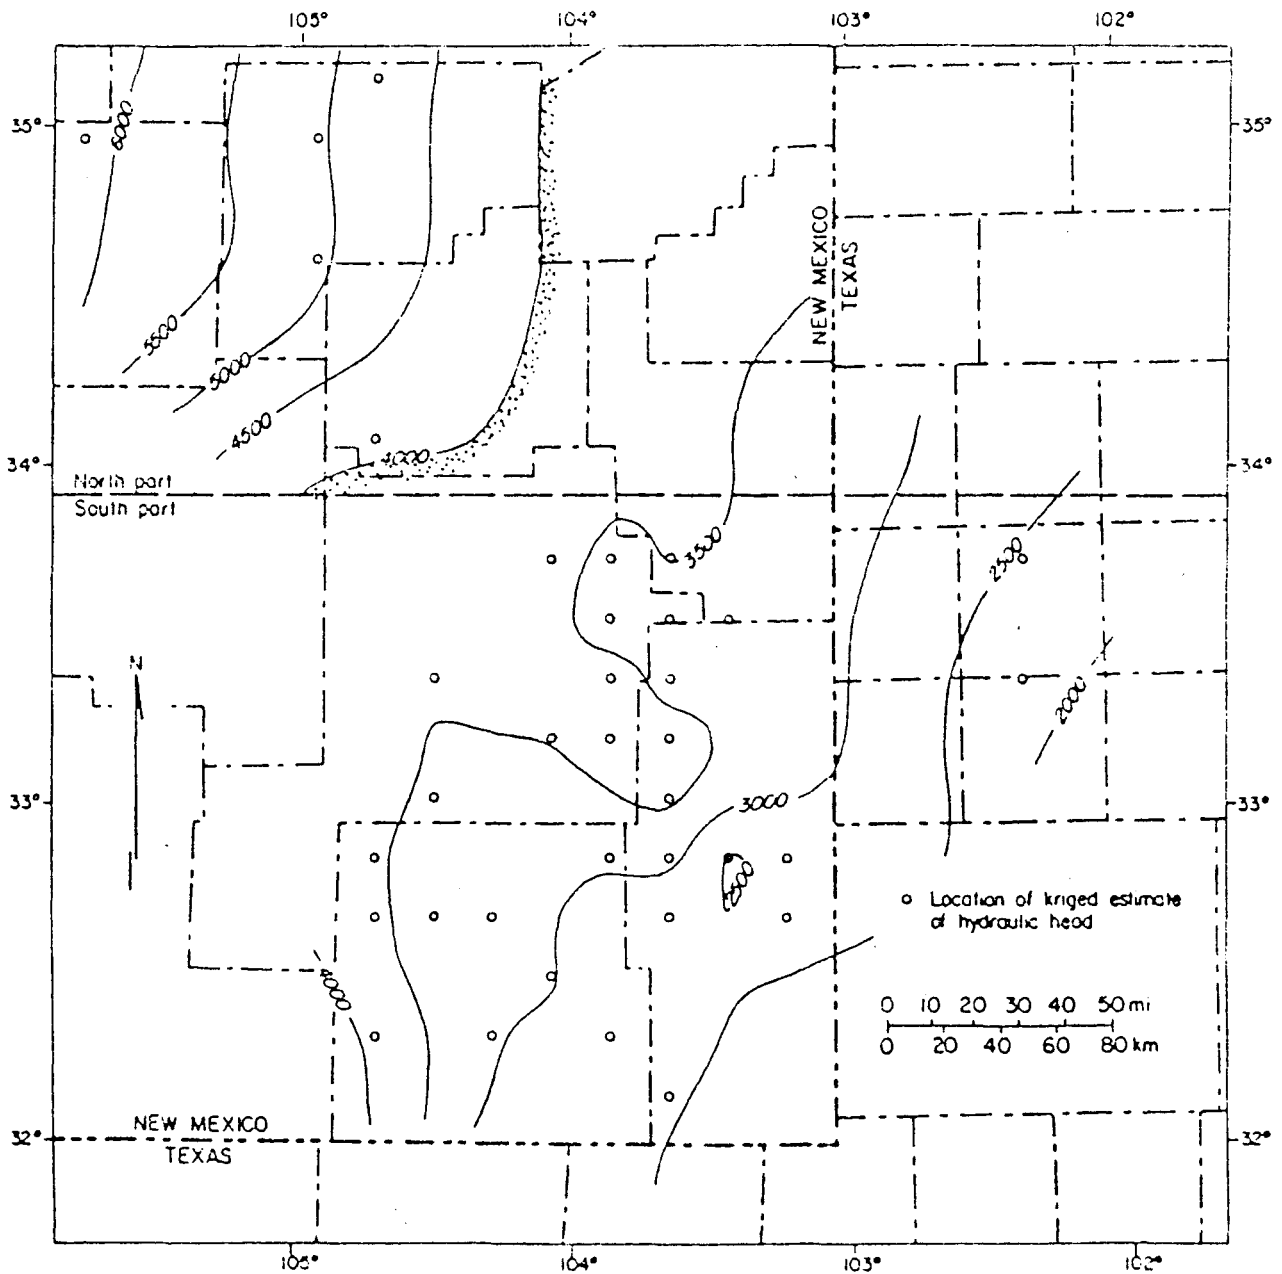 105° 104° 103° 102°
6000
35° 35°
NEW MEXICO
TEXAS
5500
5000
4500
4000
34° 34°
North part
South part
3500
2500
N
2000
3000
33° 33°
2500
Location of kriged estimate
of hydraulic head
4000
0 10 20 30 40 50 mi
0 20 40 60 80 km
NEW MEXICO
32° 32°
TEXAS
105° 104° 103° 102°